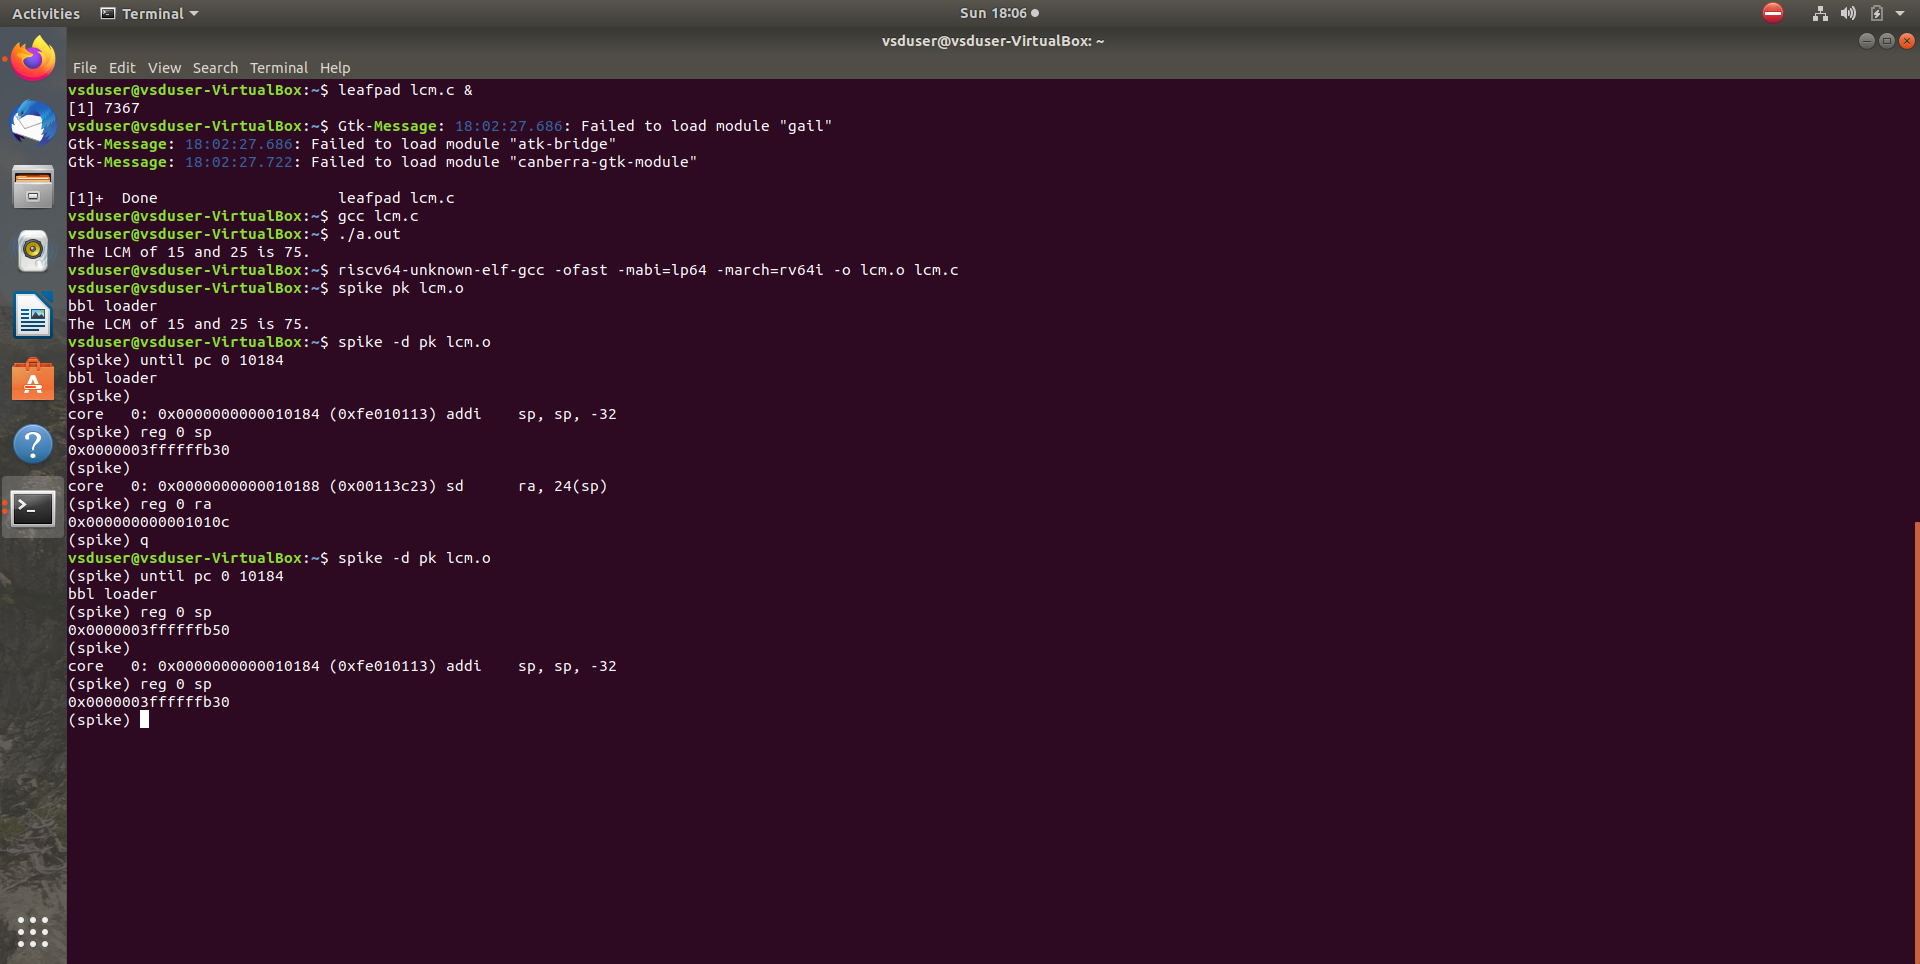 Activities Terminal Sun 18:06
vsduser@vsduser-VirtualBox: ~
File Edit View Search Terminal Help
vsduser@vsduser-VirtualBox:~$ leafpad lcm.c &
[1] 7367
vsduser@vsduser-VirtualBox:~$ Gtk-Message: 18:02:27.686: Failed to load module "gail"
Gtk-Message: 18:02:27.686: Failed to load module "atk-bridge"
Gtk-Message: 18:02:27.722: Failed to load module "canberra-gtk-module"
[1]+  Done                    leafpad lcm.c
vsduser@vsduser-VirtualBox:~$ gcc lcm.c
vsduser@vsduser-VirtualBox:~$ ./a.out
The LCM of 15 and 25 is 75.
vsduser@vsduser-VirtualBox:~$ riscv64-unknown-elf-gcc -ofast -mabi=lp64 -march=rv64i -o lcm.o lcm.c
vsduser@vsduser-VirtualBox:~$ spike pk lcm.o
bbl loader
The LCM of 15 and 25 is 75.
vsduser@vsduser-VirtualBox:~$ spike -d pk lcm.o
(spike) until pc 0 10184
bbl loader
(spike)
core   0: 0x0000000000010184 (0xfe010113) addi    sp, sp, -32
(spike) reg 0 sp
0x0000003ffffffb30
(spike)
core   0: 0x0000000000010188 (0x00113c23) sd      ra, 24(sp)
(spike) reg 0 ra
0x000000000001010c
(spike) q
vsduser@vsduser-VirtualBox:~$ spike -d pk lcm.o
(spike) until pc 0 10184
bbl loader
(spike) reg 0 sp
0x0000003ffffffb50
(spike)
core   0: 0x0000000000010184 (0xfe010113) addi    sp, sp, -32
(spike) reg 0 sp
0x0000003ffffffb30
(spike)